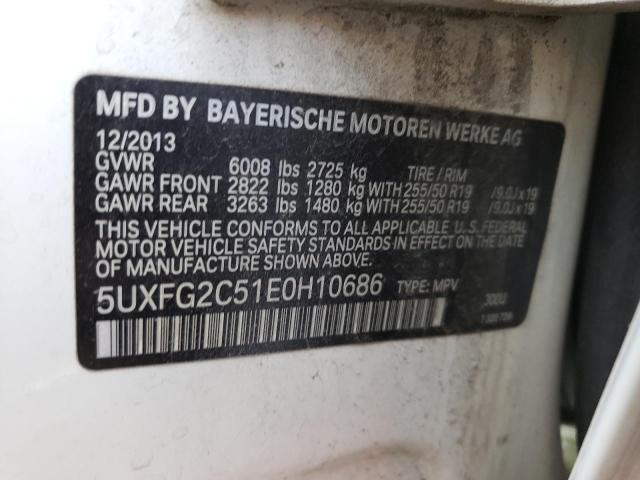 MFD BY BAYERISCHE MOTOREN WERKE AG
12/2013
GVWR 6008 lbs 2725 kg TIRE / RIM
GAWR FRONT 2822 lbs 1280 kg WITH 255/50 R19 /9.0J x 19
GAWR REAR 3263 lbs 1480 kg WITH 255/50 R19 /9.0J x 19
THIS VEHICLE CONFORMS TO ALL APPLICABLE U. S. FEDERAL
MOTOR VEHICLE SAFETY STANDARDS IN EFFECT ON THE DATE
OF MANUFACTURE SHOWN ABOVE.
5UXFG2C51E0H10686 TYPE: MPV
300U